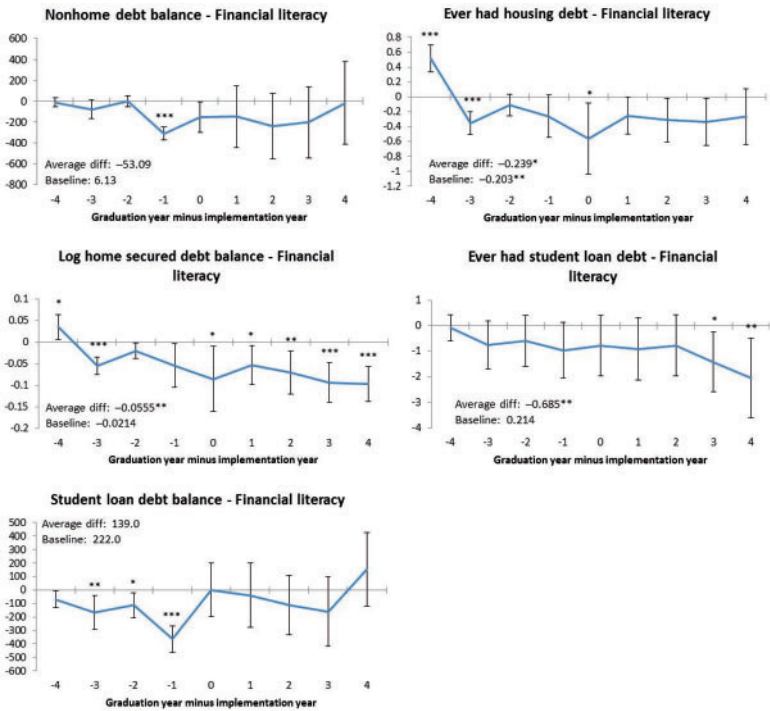 Nonhome debt balance - Financial literacy
600
400
200
0
-200
-400
-600
-800
***
Average diff: –53.09
Baseline: 6.13
-4 -3 -2 -1 0 1 2 3 4
Graduation year minus implementation year
Ever had housing debt - Financial literacy
0.8
0.6
0.4
0.2
0
-0.2
-0.4
-0.6
-0.8
-1
-1.2
*** *** *
Average diff: –0.239*
Baseline: –0.203**
-4 -3 -2 -1 0 1 2 3 4
Graduation year minus implementation year
Log home secured debt balance - Financial
literacy
0.1
0.05
0
-0.05
-0.1
-0.15
-0.2
* *** * * ** *** ***
Average diff: –0.0555**
Baseline: –0.0214
-4 -3 -2 -1 0 1 2 3 4
Graduation year minus implementation year
Ever had student loan debt - Financial
literacy
1
0
-1
-2
-3
-4
* **
Average diff: –0.685**
Baseline: 0.214
-4 -3 -2 -1 0 1 2 3 4
Graduation year minus implementation year
Student loan debt balance - Financial literacy
500
400
300
200
100
0
-100
-200
-300
-400
-500
-600
Average diff: 139.0
Baseline: 222.0
** * ***
-4 -3 -2 -1 0 1 2 3 4
Graduation year minus implementation year